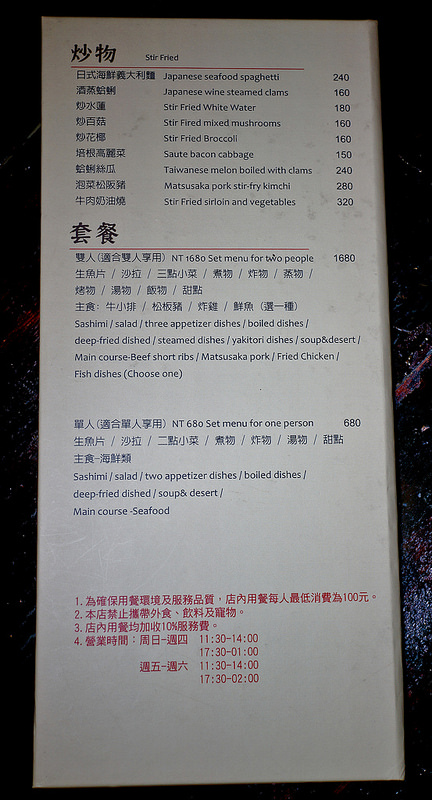 炒物 Stir Fried
日式海鮮義大利麵 Japanese seafood spaghetti 240
酒蒸蛤蜊 Japanese wine steamed clams 160
炒水蓮 Stir Fried White Water 180
炒百菇 Stir Fired mixed mushrooms 160
炒花椰 Stir Fried Broccoli 160
培根高麗菜 Saute bacon cabbage 150
蛤蜊絲瓜 Taiwanese melon boiled with clams 240
泡菜松阪豬 Matsusaka pork stir-fry kimchi 280
牛肉奶油燒 Stir Fried sirloin and vegetables 320
套餐
雙人(適合雙人享用) NT 1680 Set menu for two people 1680
生魚片 / 沙拉 / 三點小菜 / 煮物 / 炸物 / 蒸物 /
烤物 / 湯物 / 飯物 / 甜點
主食: 牛小排 / 松板豬 / 炸雞 / 鮮魚 (選一種)
Sashimi / salad / three appetizer dishes / boiled dishes /
deep-fried dished / steamed dishes / yakitori dishes / soup&desert /
Main course-Beef short ribs / Matsusaka pork / Fried Chicken /
Fish dishes (Choose one)
單人(適合單人享用) NT 680 Set menu for one person 680
生魚片 / 沙拉 / 二點小菜 / 煮物 / 炸物 / 湯物 / 甜點
主食-海鮮類
Sashimi / salad / two appetizer dishes / boiled dishes /
deep-fried dished / soup& desert /
Main course -Seafood
1. 為確保用餐環境及服務品質，店內用餐每人最低消費為100元。
2. 本店禁止攜帶外食、飲料及寵物。
3. 店內用餐均加收10%服務費。
4. 營業時間：周日-週四 11:30-14:00
17:30-01:00
週五-週六 11:30-14:00
17:30-02:00